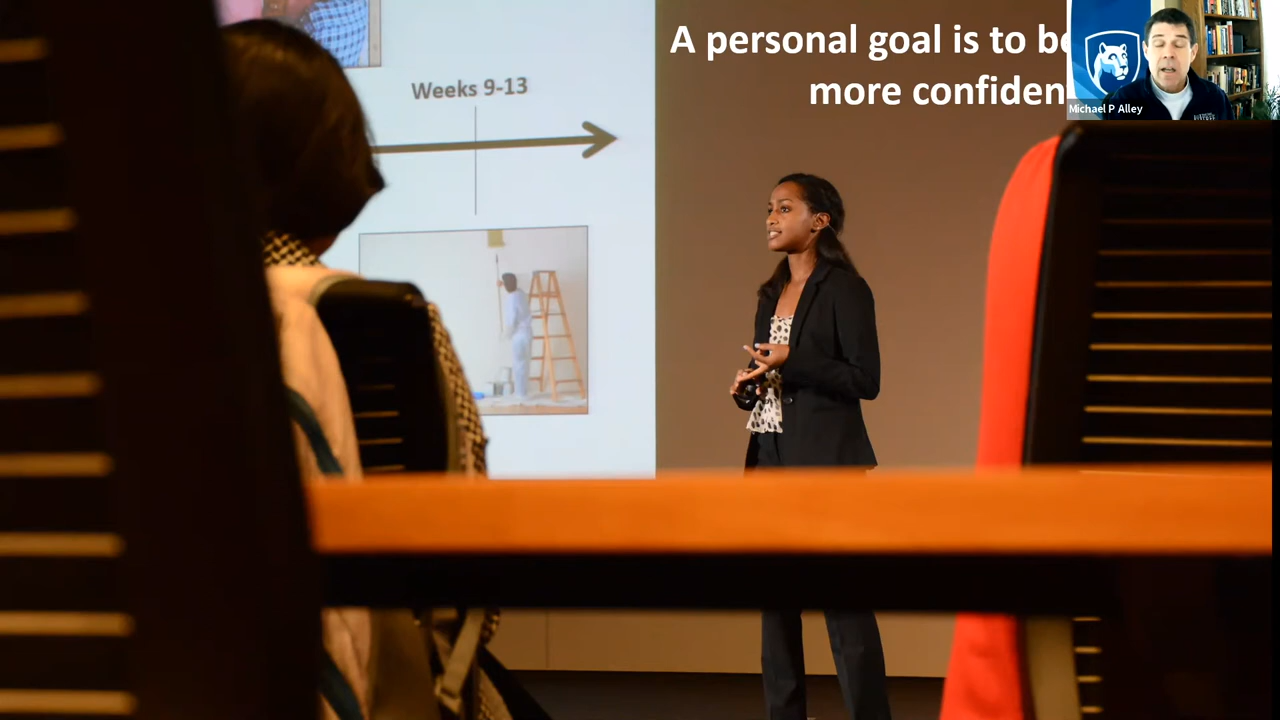 A personal goal is to be
more confiden
Michael P Alley
Weeks 9-13